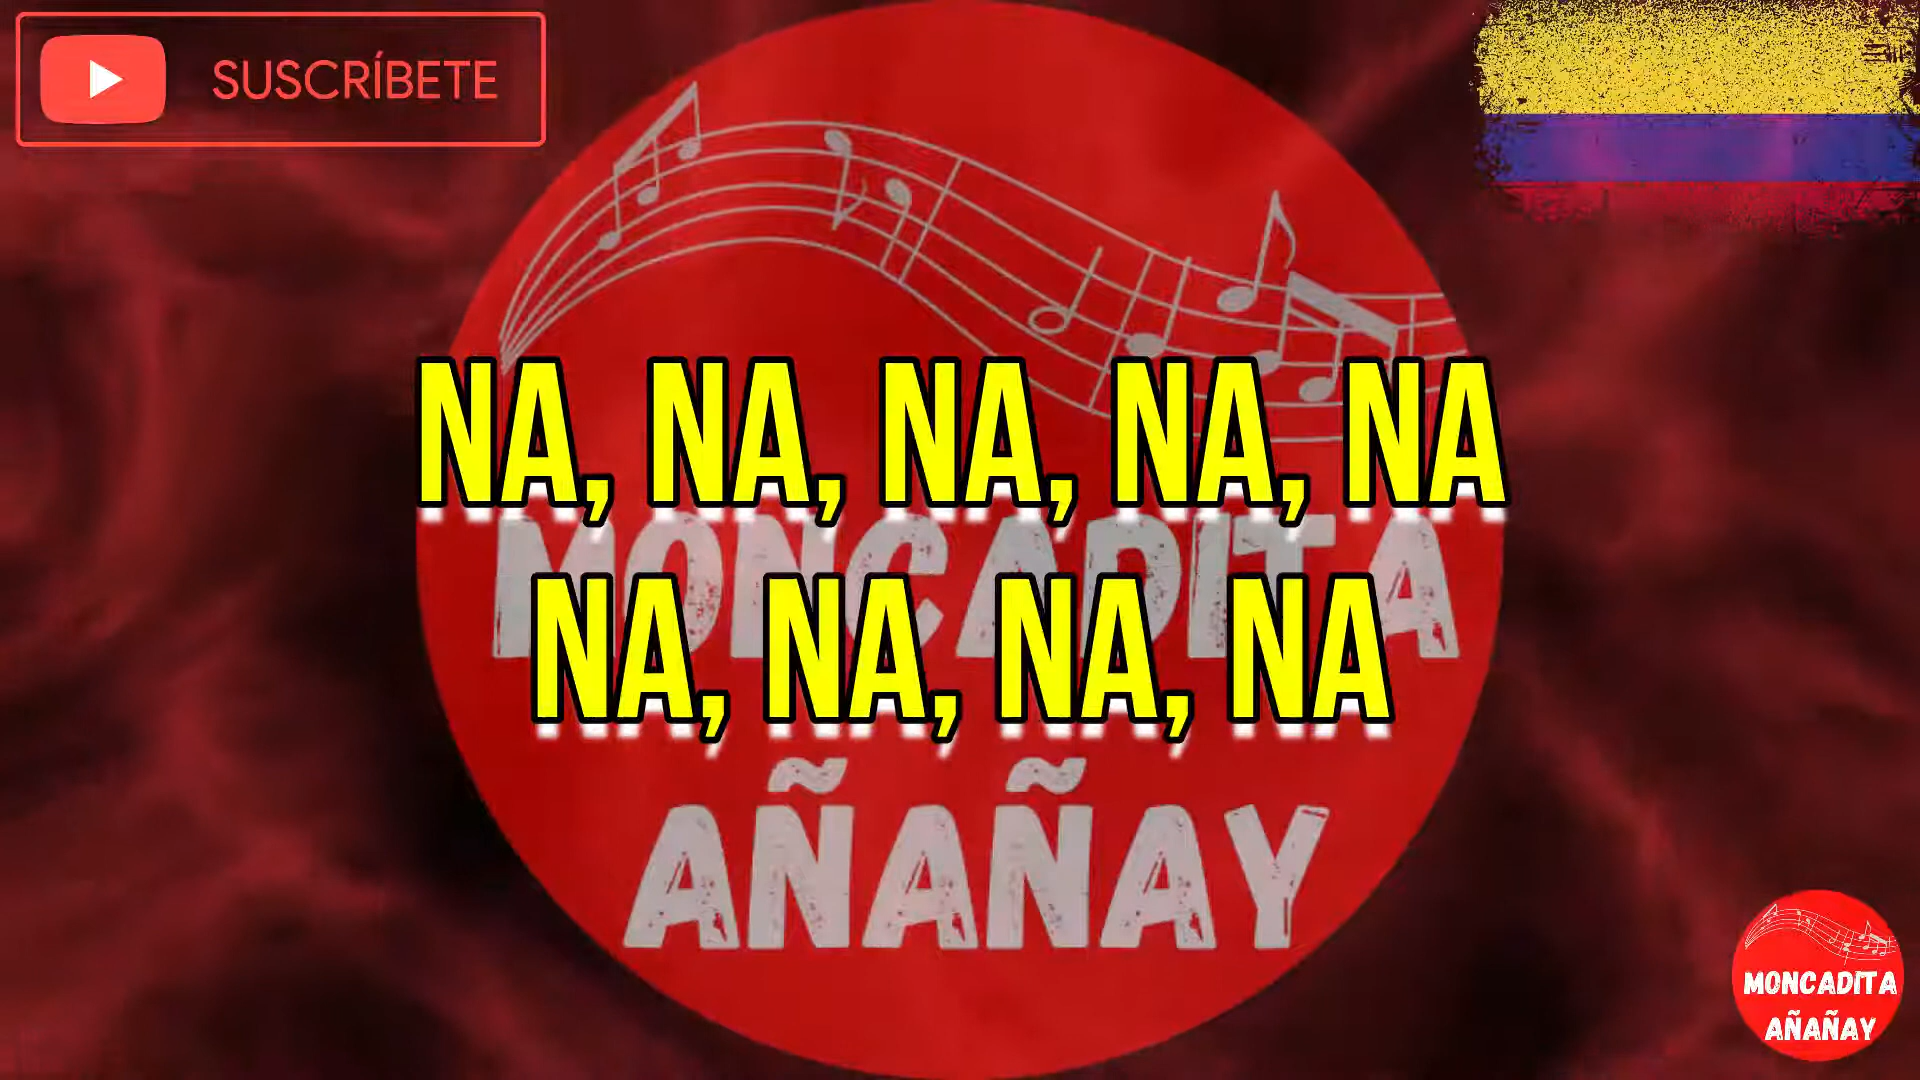 SUSCRÍBETE
NA, NA, NA, NA, NA
MONCADITA
NA, NA, NA, NA
AÑAÑAY
MONCADITA
AÑAÑAY